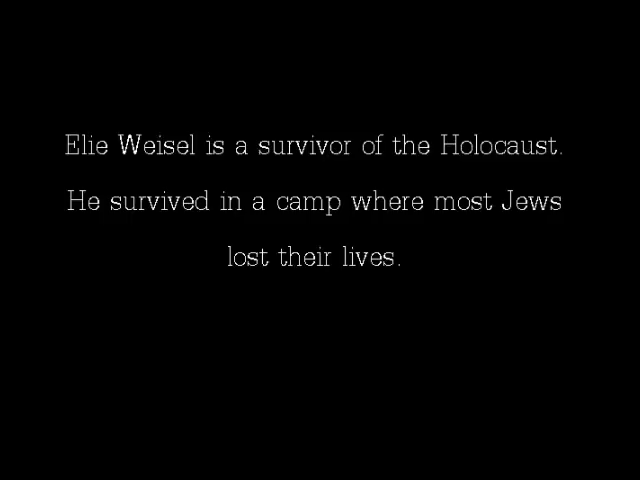 Elie Weisel is a survivor of the Holocaust.
He survived in a camp where most Jews
lost their lives.